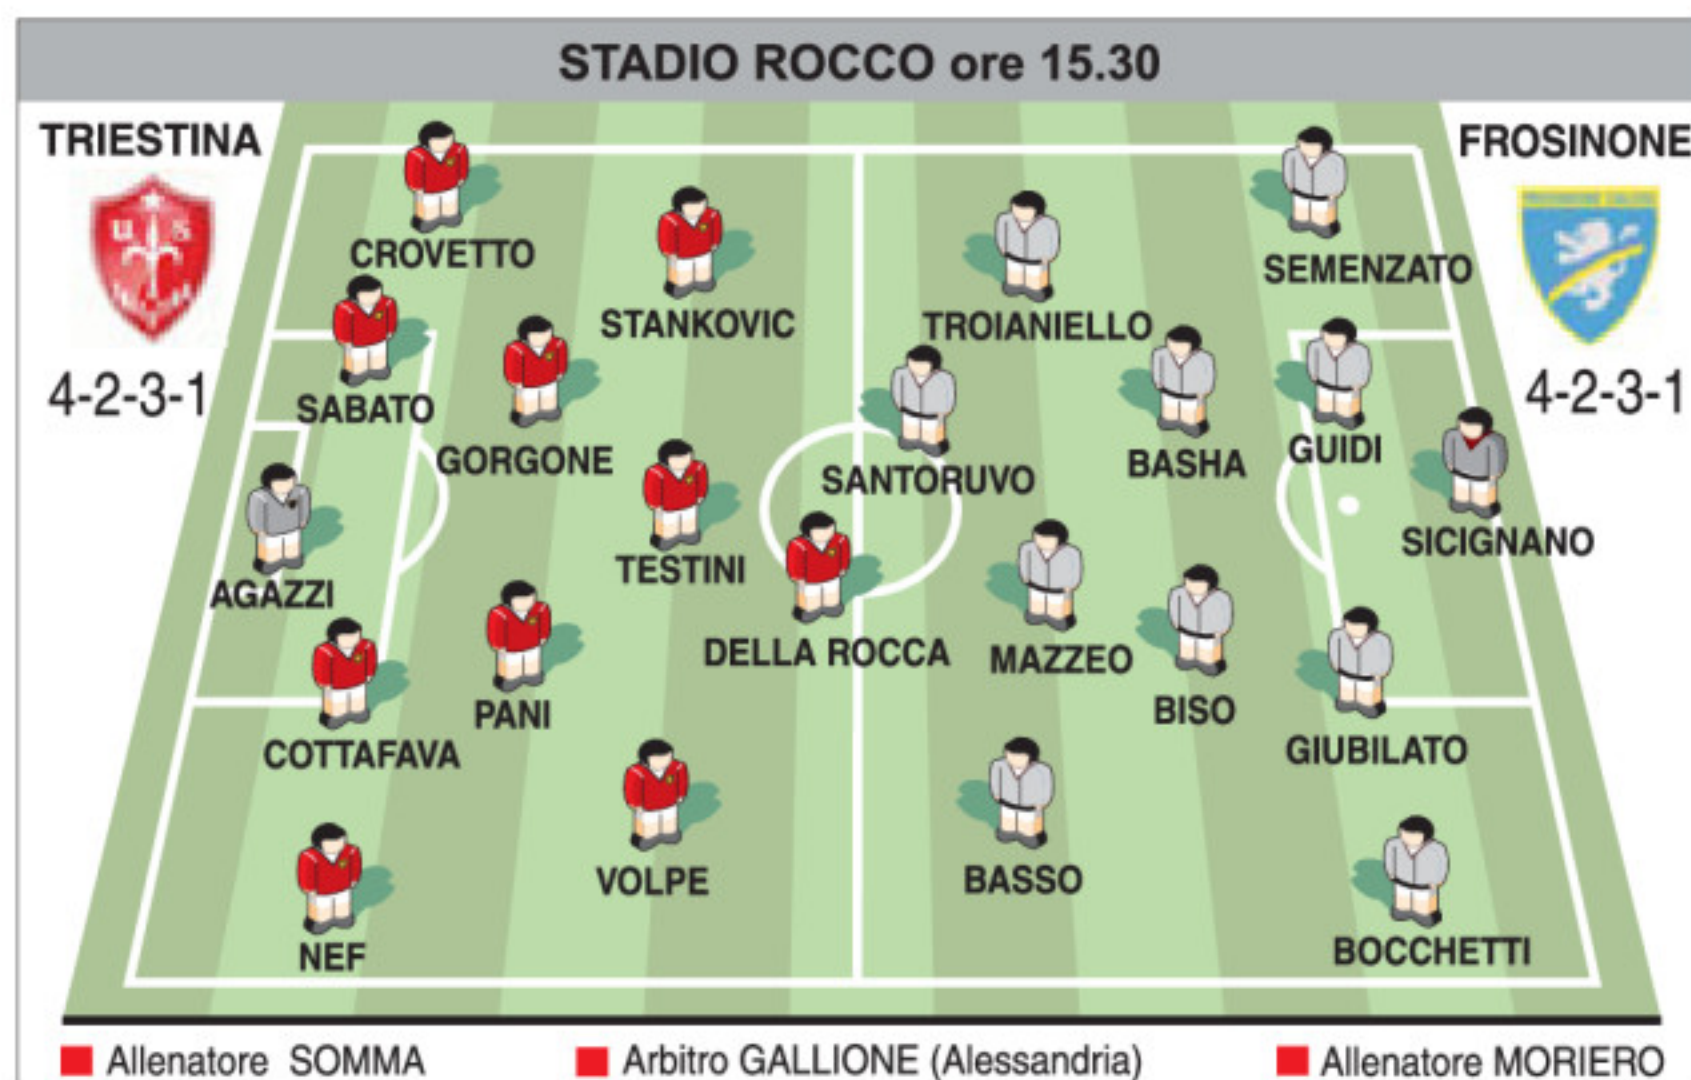 STADIO ROCCO ore 15.30
TRIESTINA
FROSINONE
4-2-3-1
4-2-3-1
CROVETTO
SEMENZATO
STANKOVIC
TROIANIELLO
SABATO
GORGONE
SANTORUVO
BASHA
GUIDI
SICIGNANO
TESTINI
AGAZZI
DELLA ROCCA
MAZZEO
PANI
BISO
COTTAFAVA
GIUBILATO
VOLPE
BASSO
NEF
BOCCHETTI
Allenatore SOMMA
Arbitro GALLIONE (Alessandria)
Allenatore MORIERO